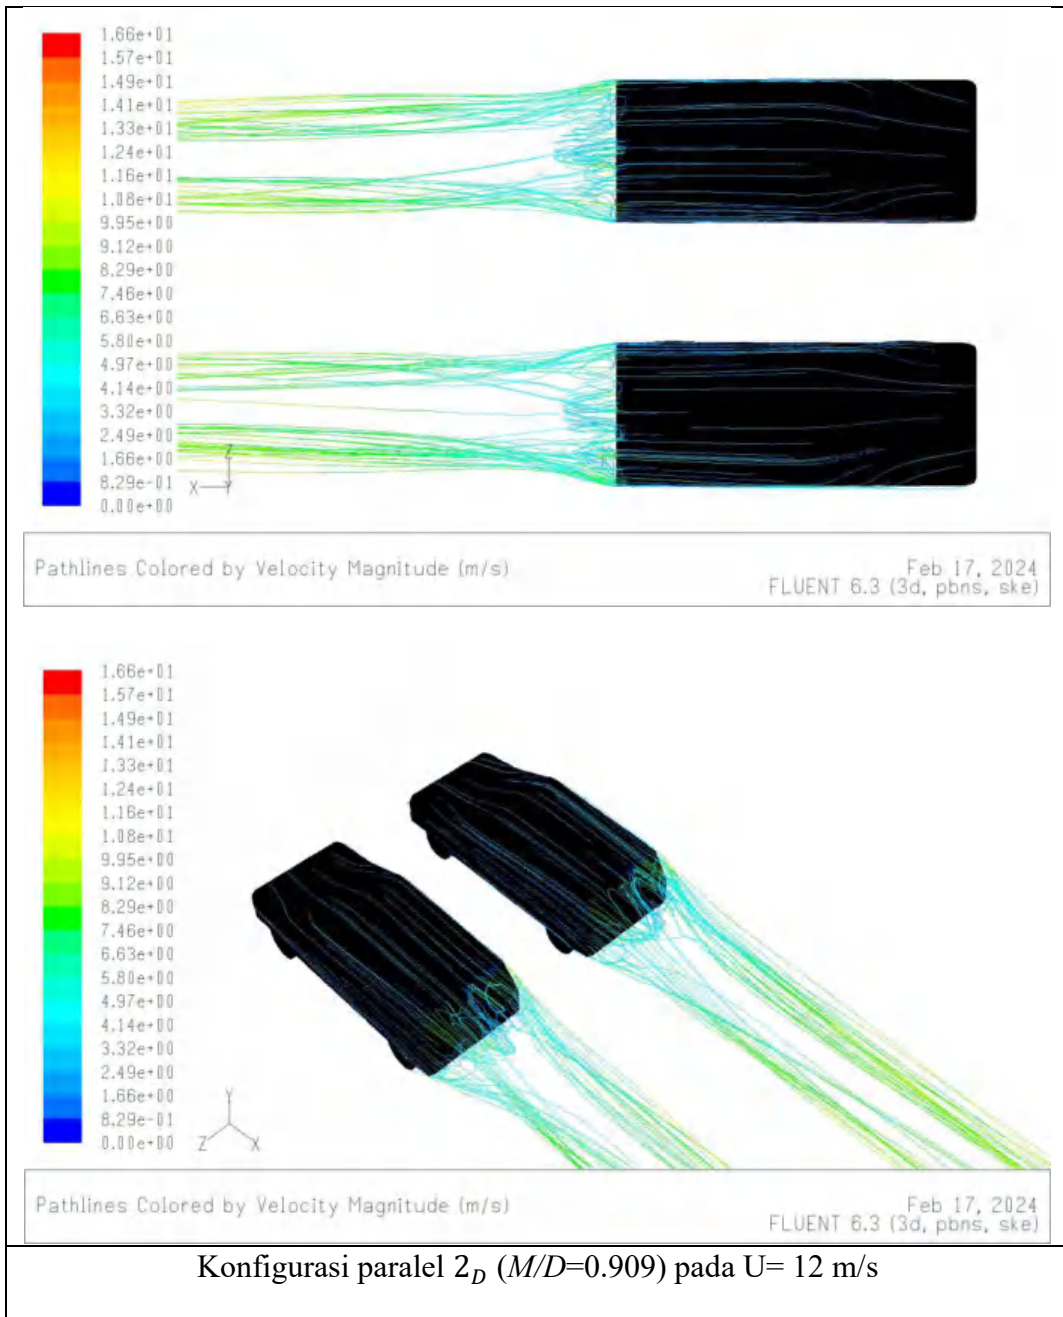 1.66e+01
1.57e+01
1.49e+01
1.41e+01
1.33e+01
1.24e+01
1.16e+01
1.08e+01
9.95e+00
9.12e+00
8.29e+00
7.46e+00
6.63e+00
5.80e+00
4.97e+00
4.14e+00
3.32e+00
2.49e+00
1.66e+00
8.29e-01
0.00e+00
Z
X
Y
Pathlines Colored by Velocity Magnitude (m/s)
Feb 17, 2024
FLUENT 6.3 (3d, pbns, ske)
1.66e+01
1.57e+01
1.49e+01
1.41e+01
1.33e+01
1.24e+01
1.16e+01
1.08e+01
9.95e+00
9.12e+00
8.29e+00
7.46e+00
6.63e+00
5.80e+00
4.97e+00
4.14e+00
3.32e+00
2.49e+00
1.66e+00
8.29e-01
0.00e+00
Y
Z
X
Pathlines Colored by Velocity Magnitude (m/s)
Feb 17, 2024
FLUENT 6.3 (3d, pbns, ske)
Konfigurasi paralel 2_D (M/D=0.909) pada U= 12 m/s